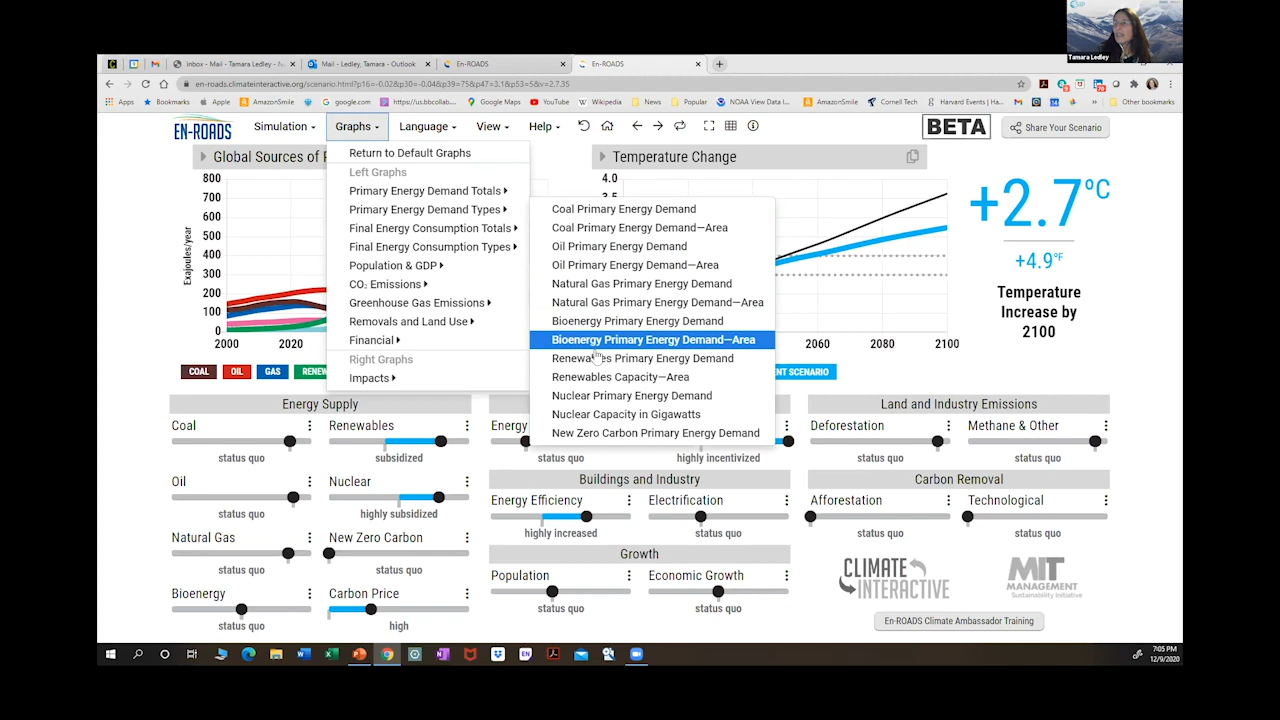 Tamara Ledley
Inbox - Mail - Tamara Ledley - N
Mail - Ledley, Tamara - Outlook
En-ROADS
En-ROADS
en-roads.climateinteractive.org/scenario.html?p16=-0.02&p30=-0.04&p39=75&p47=3.1&p53=5&v=2.7.35
Apps
Bookmarks
Apple
AmazonSmile
google.com
https://us.bbcollab...
Google Maps
YouTube
Wikipedia
News
Popular
NOAA View Data I...
AmazonSmile
Cornell Tech
Harvard Events | Ha...
Other bookmarks
EN-ROADS
Simulation
Graphs
Language
View
Help
BETA
Share Your Scenario
Global Sources of
Temperature Change
Return to Default Graphs
Left Graphs
Primary Energy Demand Totals
Primary Energy Demand Types
Final Energy Consumption Totals
Final Energy Consumption Types
Population & GDP
CO₂ Emissions
Greenhouse Gas Emissions
Removals and Land Use
Financial
Right Graphs
Impacts
Coal Primary Energy Demand
Coal Primary Energy Demand—Area
Oil Primary Energy Demand
Oil Primary Energy Demand—Area
Natural Gas Primary Energy Demand
Natural Gas Primary Energy Demand—Area
Bioenergy Primary Energy Demand
Bioenergy Primary Energy Demand—Area
Renewables Primary Energy Demand
Renewables Capacity—Area
Nuclear Primary Energy Demand
Nuclear Capacity in Gigawatts
New Zero Carbon Primary Energy Demand
Exajoules/year
800
700
600
500
400
300
200
100
0
2000
2020
4.0
3.5
2060
2080
2100
+2.7°C
+4.9°F
Temperature
Increase by
2100
COAL
OIL
GAS
RENEW
NT SCENARIO
Energy Supply
Land and Industry Emissions
Coal
status quo
Renewables
subsidized
Energy
status quo
highly incentivized
Deforestation
status quo
Methane & Other
status quo
Oil
status quo
Nuclear
highly subsidized
Buildings and Industry
Energy Efficiency
highly increased
Electrification
status quo
Carbon Removal
Afforestation
status quo
Technological
status quo
Natural Gas
status quo
New Zero Carbon
status quo
Growth
Population
status quo
Economic Growth
status quo
Bioenergy
status quo
Carbon Price
high
CLIMATE
INTERACTIVE
MIT
MANAGEMENT
Sustainability Initiative
En-ROADS Climate Ambassador Training
7:05 PM
12/9/2020